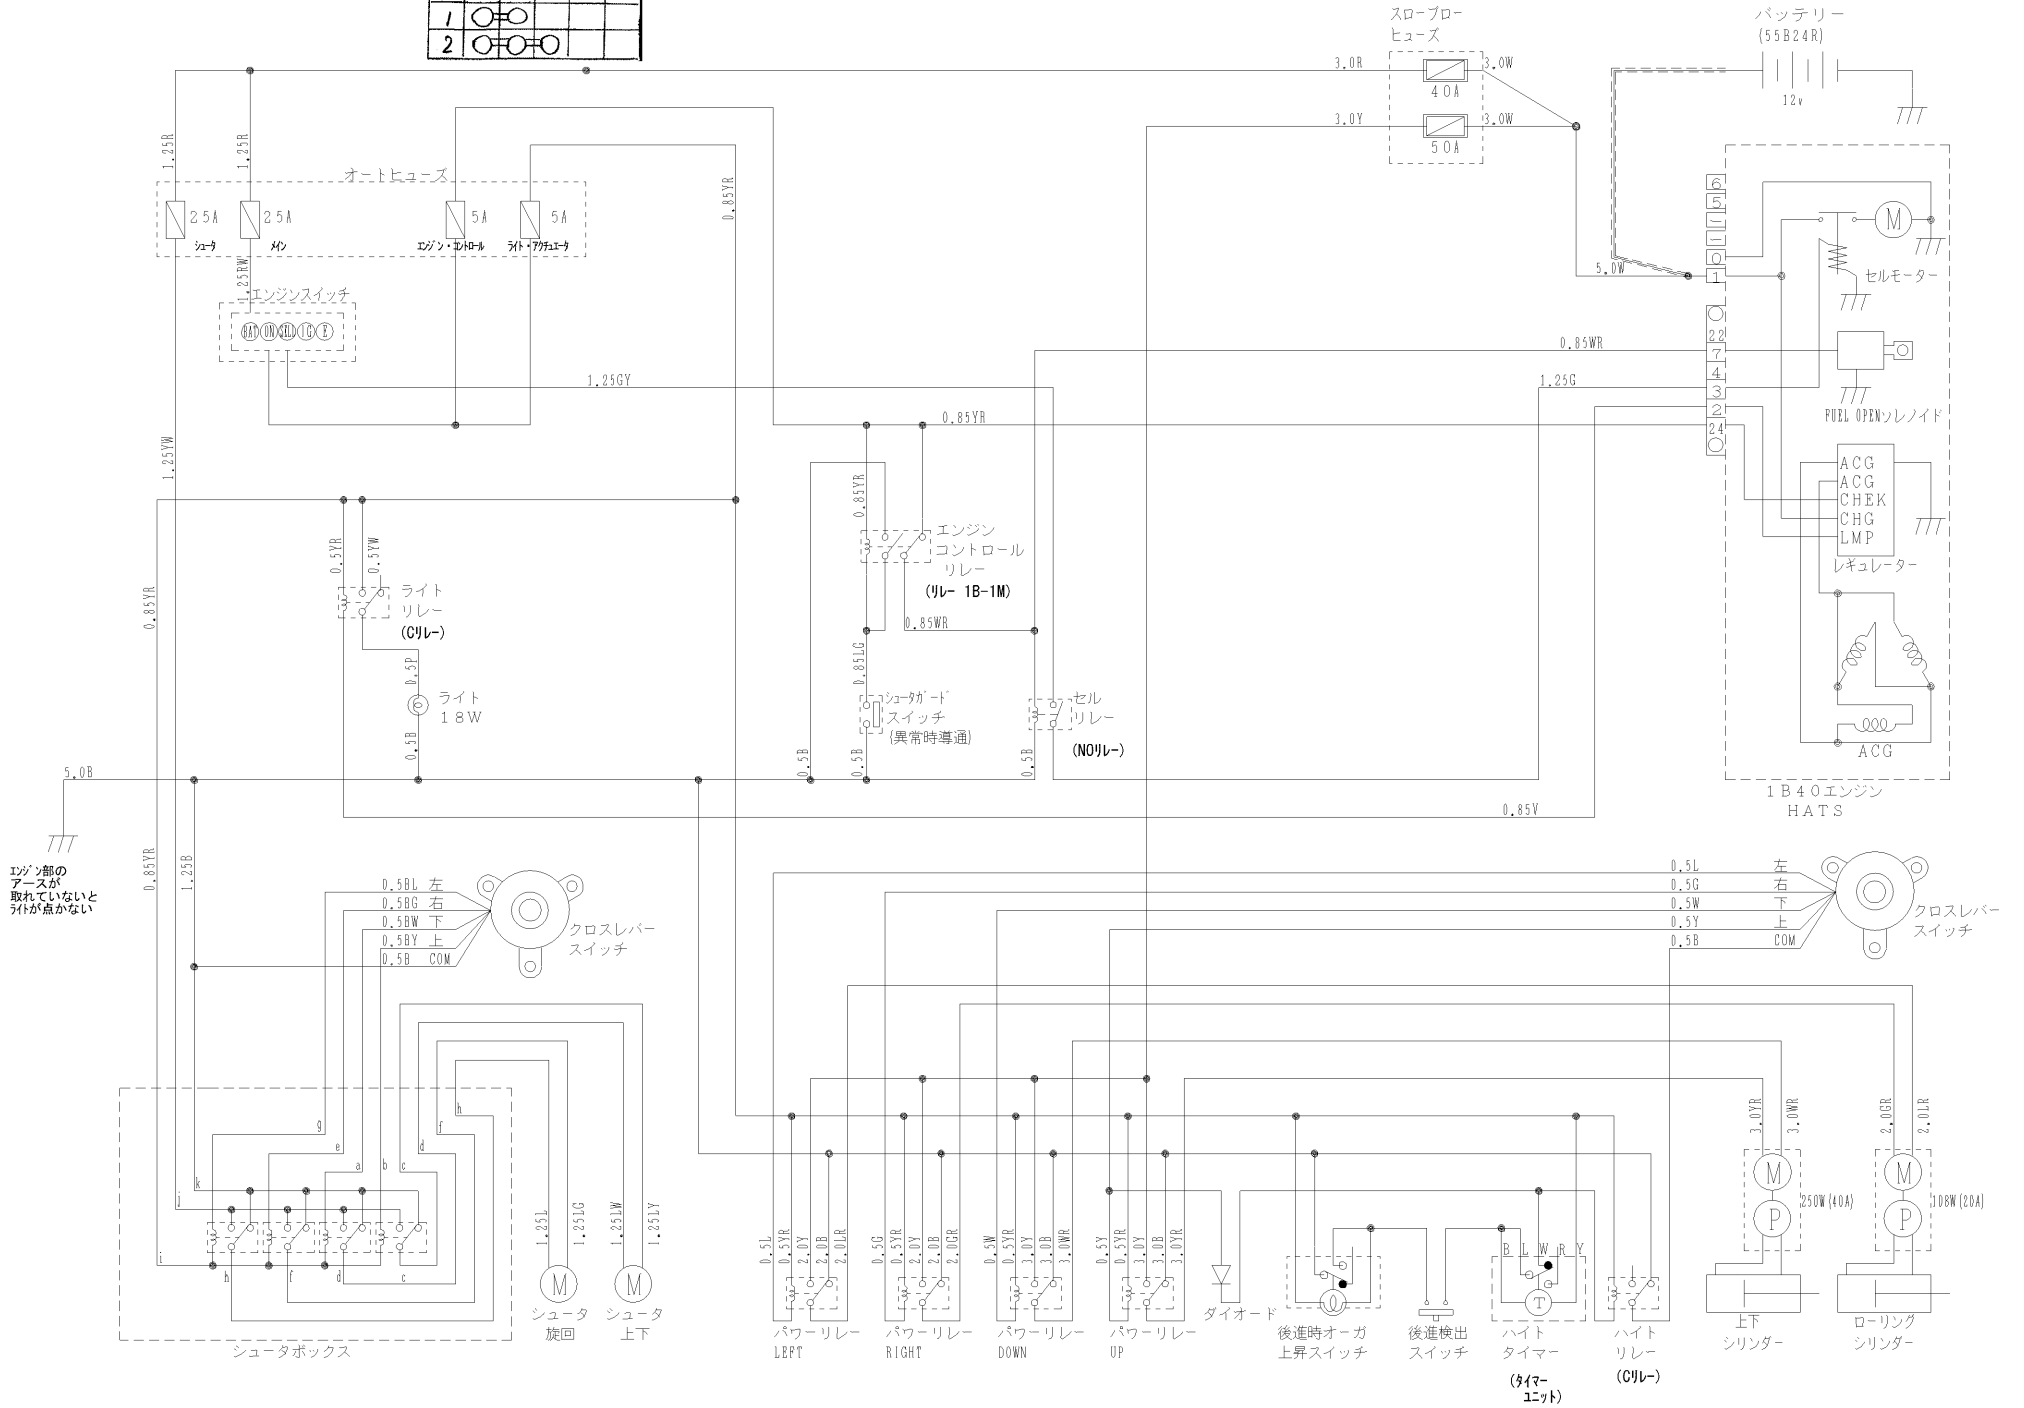 1
2
スローブロー
ヒューズ
バッテリー
(55B24R)
12v
3.0R
3.0W
40A
3.0Y
3.0W
50A
1.25R
1.25R
オートヒューズ
0.85YR
25A
シュータ
25A
メイン
5A
エンジン・コントロール
5A
ライト・アクチュエータ
1.25RW
エンジンスイッチ
BAT ON SELL IG E
6
5
0
1
5.0W
M
セルモーター
22
7
4
3
2
24
0.85WR
1.25GY
1.25G
0.85YR
FUEL OPENソレノイド
ACG
ACG
CHEK
CHG
LMP
レギュレーター
ACG
1B40エンジン
HATS
1.25YW
0.85YR
エンジン
コントロール
リレー
(リレー 1B-1M)
0.85WR
0.5YR
0.5YW
ライト
リレー
(Cリレー)
0.85YR
0.5P
ライト
18W
0.5B
0.85LG
シュータガード
スイッチ
(異常時導通)
セル
リレー
(NOリレー)
0.5B
0.5B
0.5B
5.0B
0.85V
エンジン部の
アースが
取れていないと
ライトが点かない
0.85YR
1.25B
0.5BL 左
0.5BG 右
0.5BW 下
0.5BY 上
0.5B COM
クロスレバー
スイッチ
0.5L 左
0.5G 右
0.5W 下
0.5Y 上
0.5B COM
クロスレバー
スイッチ
g
e
a
b
c
d
f
h
k
j
i
h
f
d
c
シュータボックス
1.25L
1.25LG
1.25LW
1.25LY
M
シュータ
旋回
M
シュータ
上下
0.5L
0.5YR
2.0Y
2.0B
2.0LR
パワーリレー
LEFT
0.5G
0.5YR
2.0Y
2.0B
2.0GR
パワーリレー
RIGHT
0.5W
0.5YR
3.0Y
3.0B
3.0WR
パワーリレー
DOWN
0.5Y
0.5YR
3.0Y
3.0B
3.0YR
パワーリレー
UP
ダイオード
後進時オーガ
上昇スイッチ
後進検出
スイッチ
B L W R Y
T
ハイト
タイマー
(タイマー
ユニット)
ハイト
リレー
(Cリレー)
3.0YR
3.0WR
M
P
250W(40A)
上下
シリンダー
2.0GR
2.0LR
M
P
108W(20A)
ローリング
シリンダー